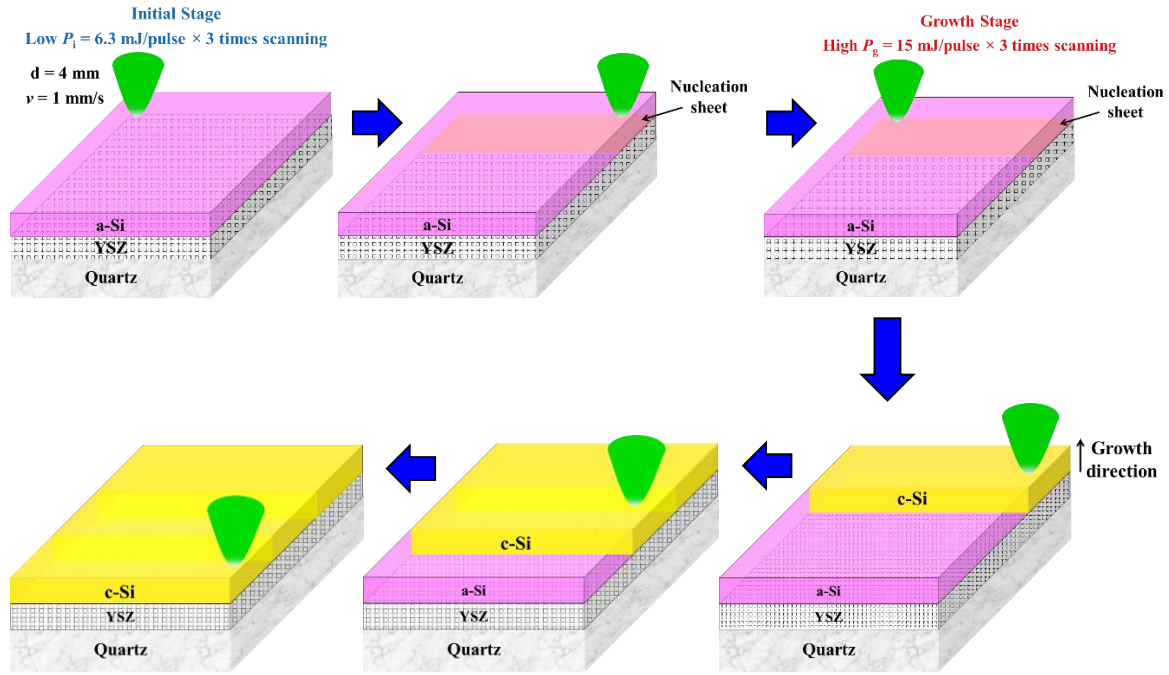 Initial Stage
Low Pi = 6.3 mJ/pulse × 3 times scanning
d = 4 mm
v = 1 mm/s
a-Si
YSZ
Quartz
Nucleation
sheet
a-Si
YSZ
Quartz
Growth Stage
High Pg = 15 mJ/pulse × 3 times scanning
Nucleation
sheet
a-Si
YSZ
Quartz
c-Si
YSZ
Quartz
c-Si
a-Si
YSZ
Quartz
Growth
direction
c-Si
a-Si
YSZ
Quartz